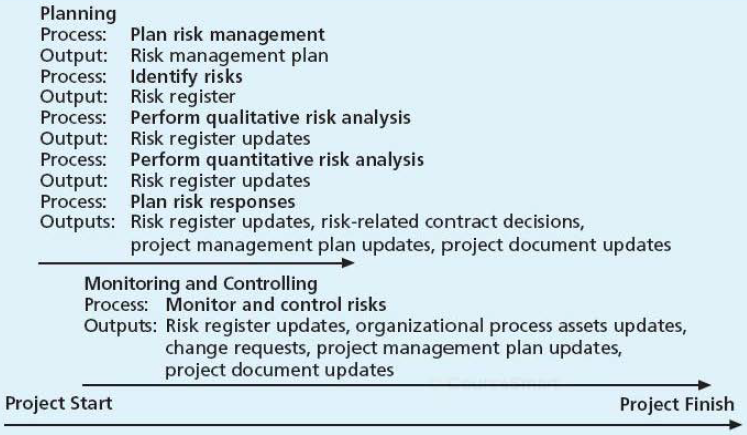 Planning
Process: Plan risk management
Output: Risk management plan
Process: Identify risks
Output: Risk register
Process: Perform qualitative risk analysis
Output: Risk register updates
Process: Perform quantitative risk analysis
Output: Risk register updates
Process: Plan risk responses
Outputs: Risk register updates, risk-related contract decisions,
project management plan updates, project document updates
Monitoring and Controlling
Process: Monitor and control risks
Outputs: Risk register updates, organizational process assets updates,
change requests, project management plan updates,
project document updates
Project Start Project Finish